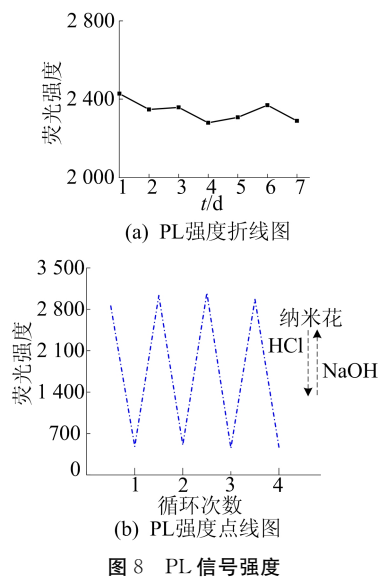 2 800
2 400
2 000
荧光强度
1 2 3 4 5 6 7
t/d
(a) PL强度折线图
3 500
2 800
2 100
1 400
700
0
荧光强度
纳米花
HCl
NaOH
1 2 3 4
循环次数
(b) PL强度点线图
图 8 PL 信号强度